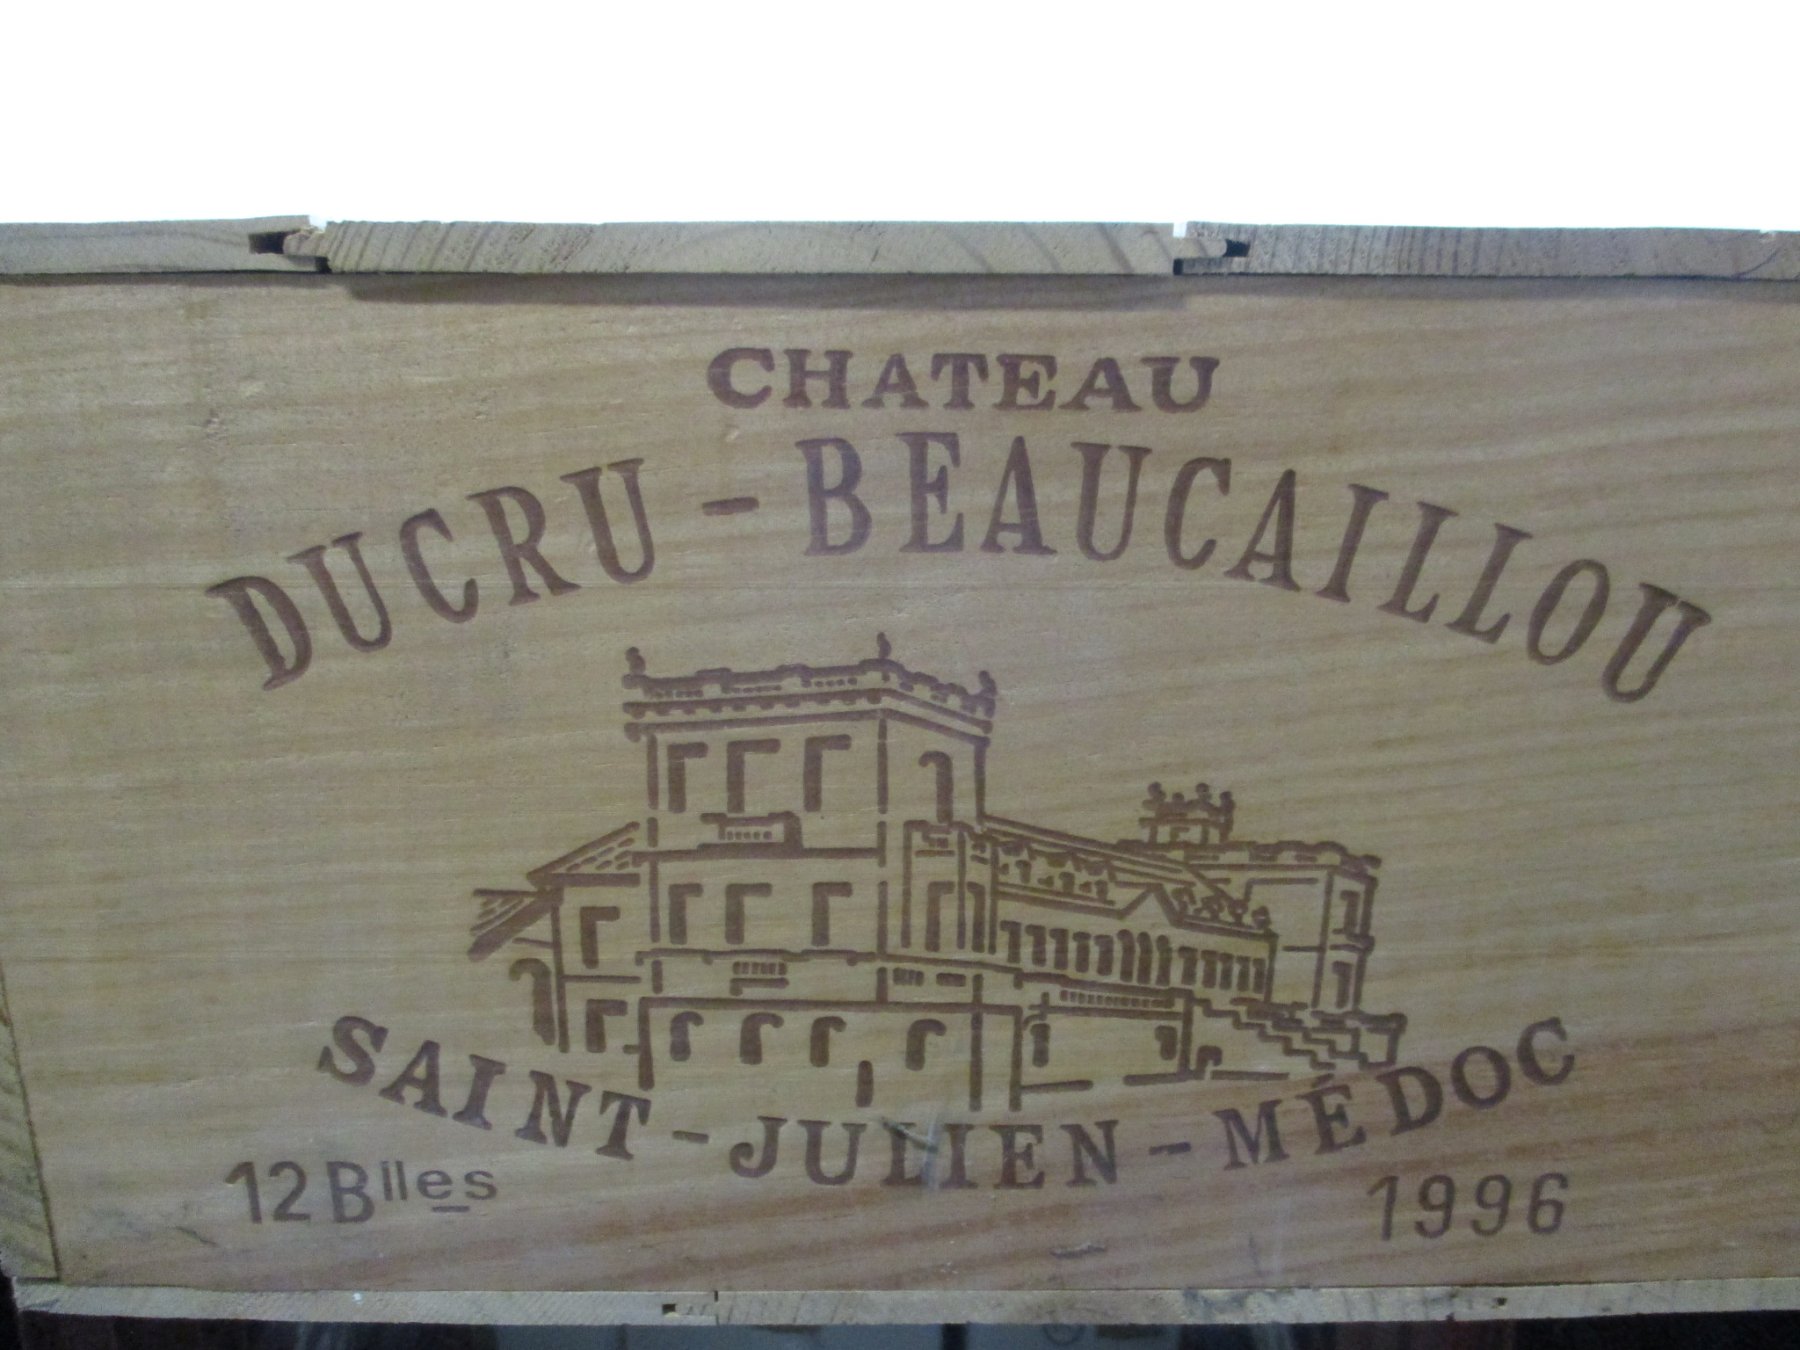 CHATEAU
DUCRU-BEAUCAILLOU
SAINT-JULIEN-MÉDOC
12 Blles
1996